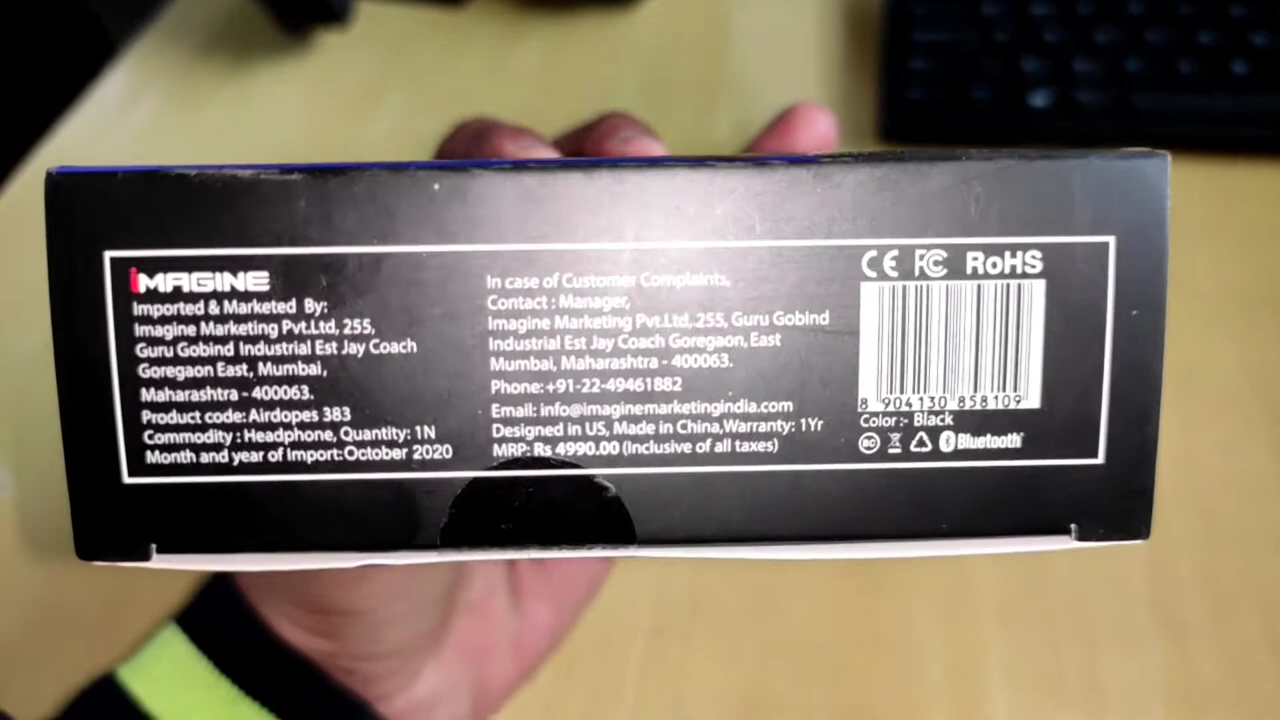 iMAGINE
Imported & Marketed By:
Imagine Marketing Pvt.Ltd, 255,
Guru Gobind Industrial Est Jay Coach
Goregaon East, Mumbai,
Maharashtra - 400063.
Product code: Airdopes 383
Commodity : Headphone, Quantity: 1N
Month and year of Import: October 2020
In case of Customer Complaints,
Contact : Manager,
Imagine Marketing Pvt.Ltd, 255, Guru Gobind
Industrial Est Jay Coach Goregaon, East
Mumbai, Maharashtra - 400063.
Phone: +91-22-49461882
Email: info@imaginemarketingindia.com
Designed in US, Made in China, Warranty: 1Yr
MRP: Rs 4990.00 (Inclusive of all taxes)
CE FC RoHS
8 904130 858109
Color :- Black
BC Bluetooth